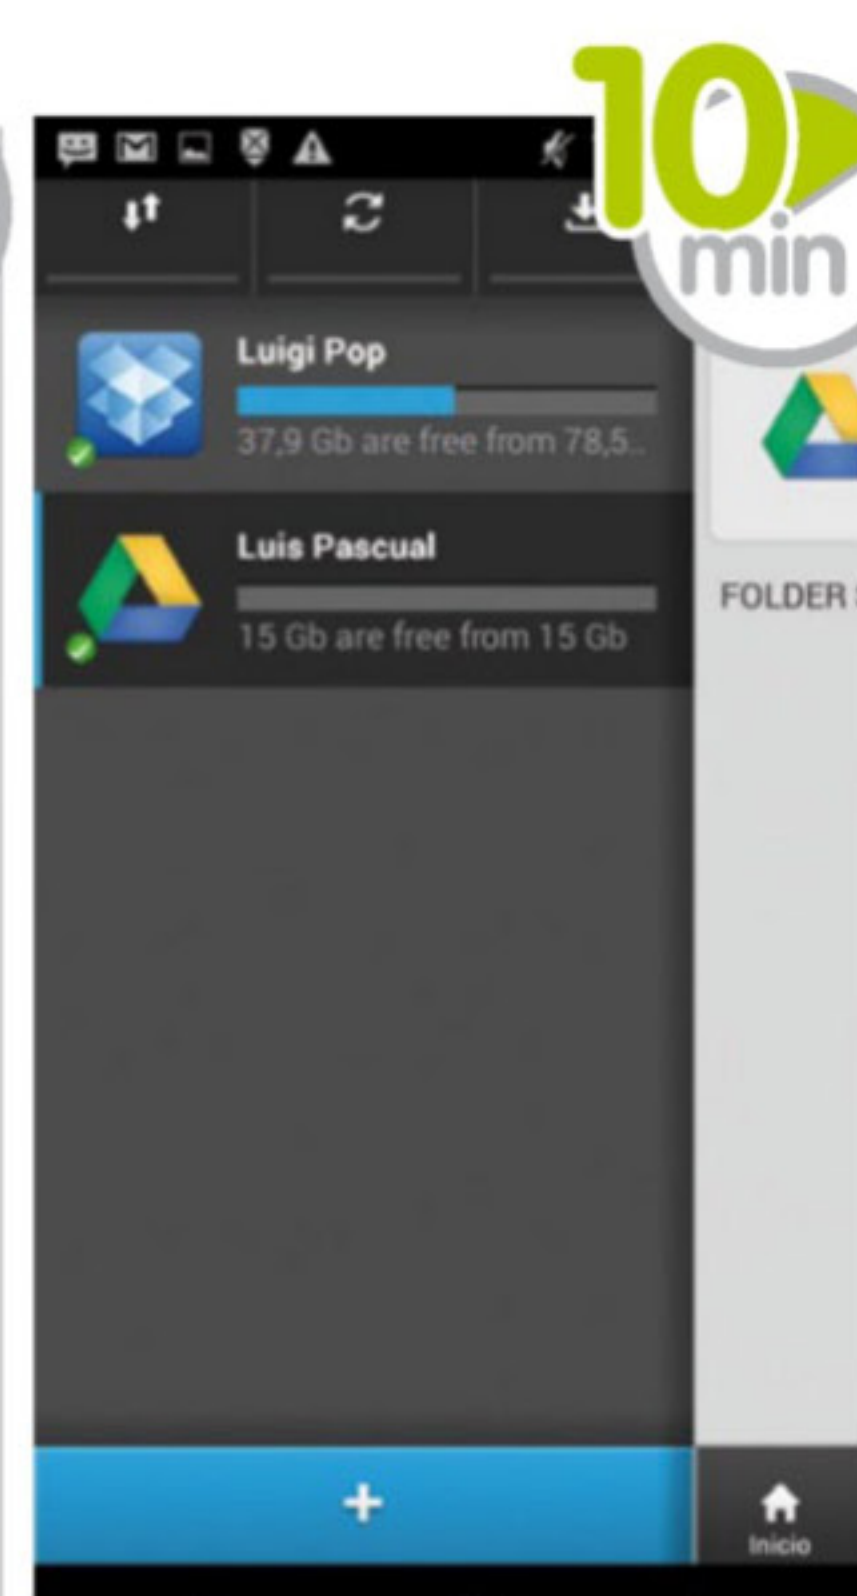 10
min
Luigi Pop
37,9 Gb are free from 78,5..
Luis Pascual
15 Gb are free from 15 Gb
FOLDER
+
Inicio